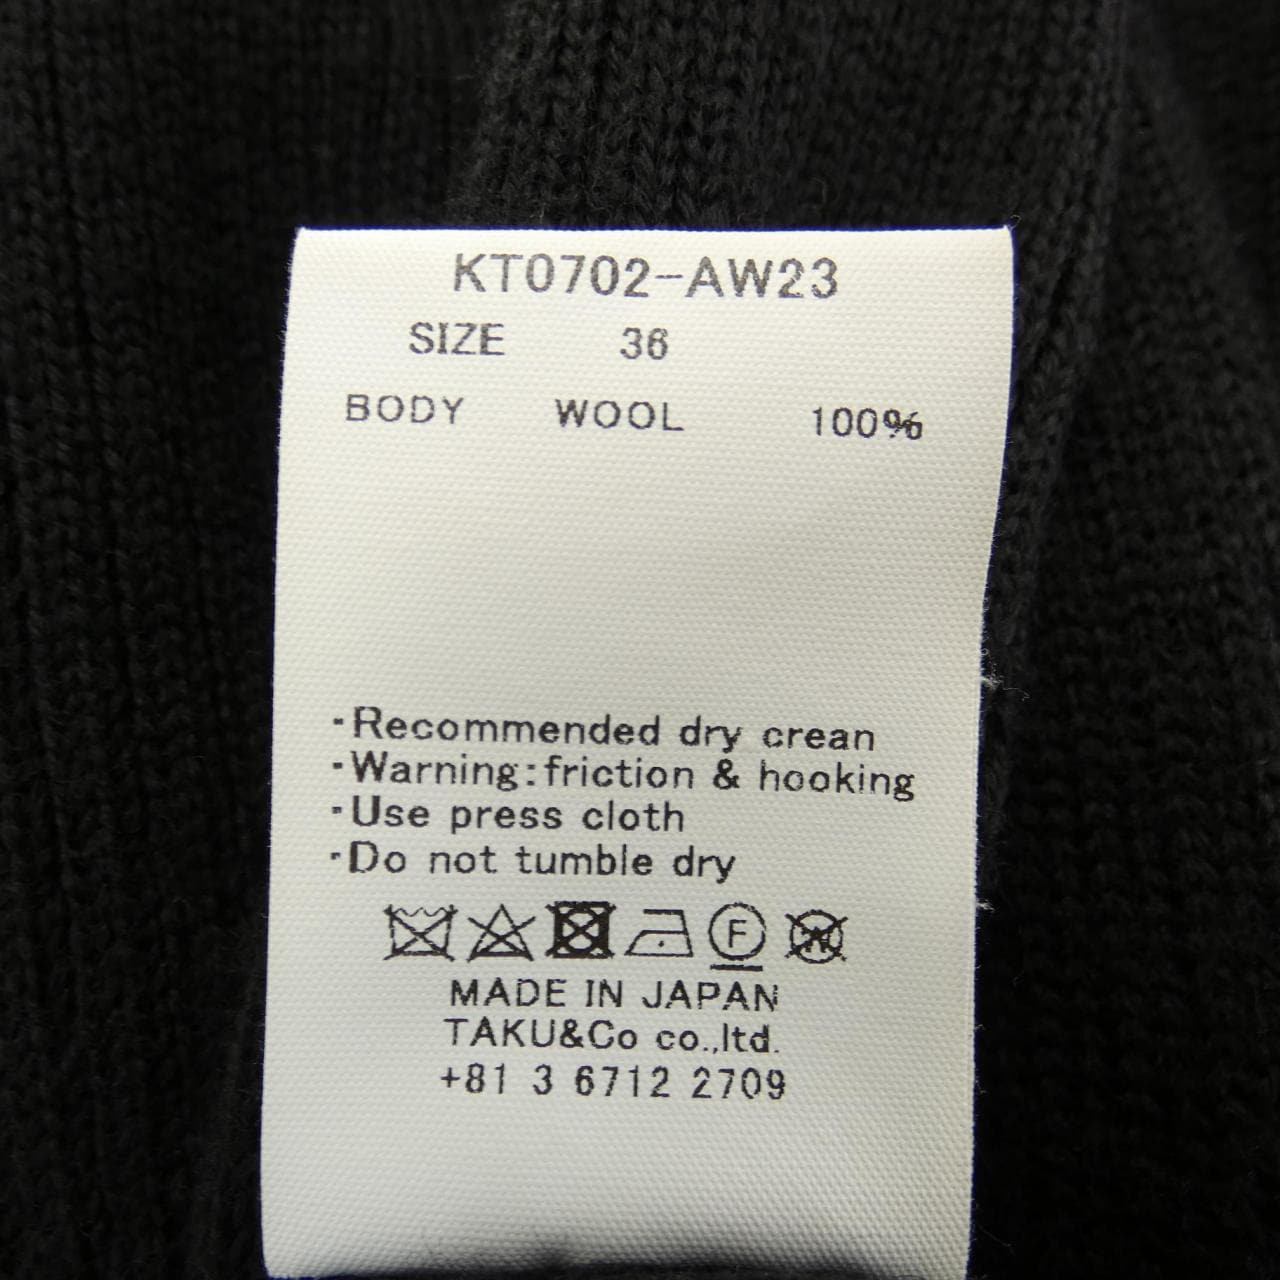 KT0702-AW23
SIZE 36
BODY WOOL 100%
・Recommended dry crean
・Warning:friction & hooking
・Use press cloth
・Do not tumble dry
F W
MADE IN JAPAN
TAKU&Co co.,ltd.
+81 3 6712 2709